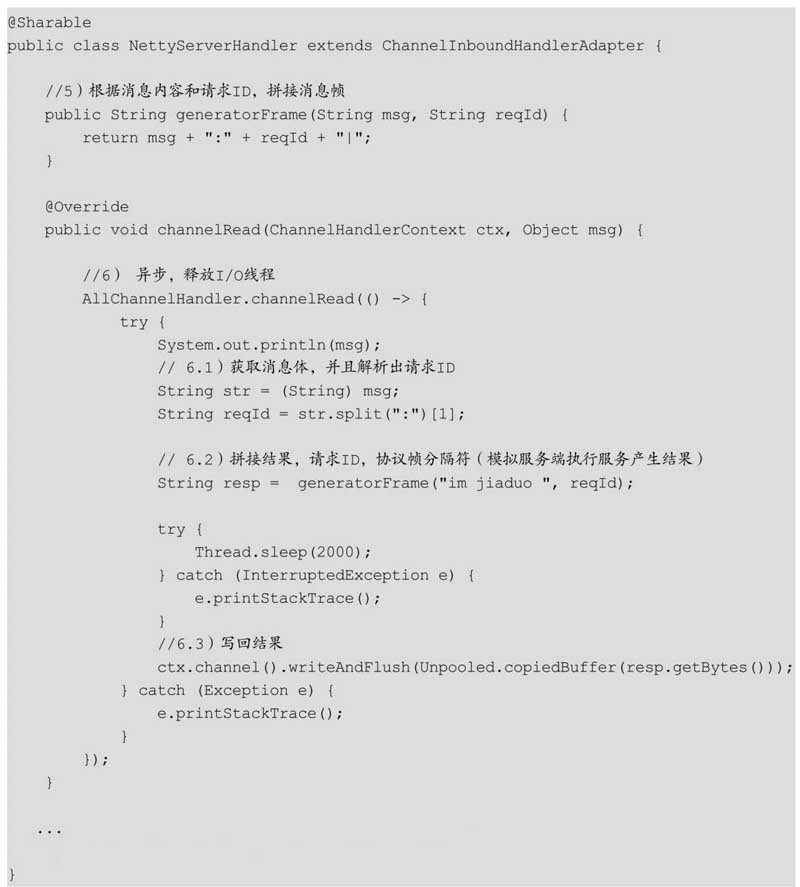 @Sharable
public class NettyServerHandler extends ChannelInboundHandlerAdapter {
//5）根据消息内容和请求ID，拼接消息帧
public String generatorFrame(String msg, String reqId) {
return msg + ":" + reqId + "|";
}
@Override
public void channelRead(ChannelHandlerContext ctx, Object msg) {
//6） 异步，释放I/O线程
AllChannelHandler.channelRead(() -> {
try {
System.out.println(msg);
// 6.1）获取消息体，并且解析出请求ID
String str = (String) msg;
String reqId = str.split(":")[1];
// 6.2）拼接结果，请求ID，协议帧分隔符（模拟服务端执行服务产生结果）
String resp =  generatorFrame("im jiaduo ", reqId);
try {
Thread.sleep(2000);
} catch (InterruptedException e) {
e.printStackTrace();
}
//6.3）写回结果
ctx.channel().writeAndFlush(Unpooled.copiedBuffer(resp.getBytes()));
} catch (Exception e) {
e.printStackTrace();
}
});
}
...
}